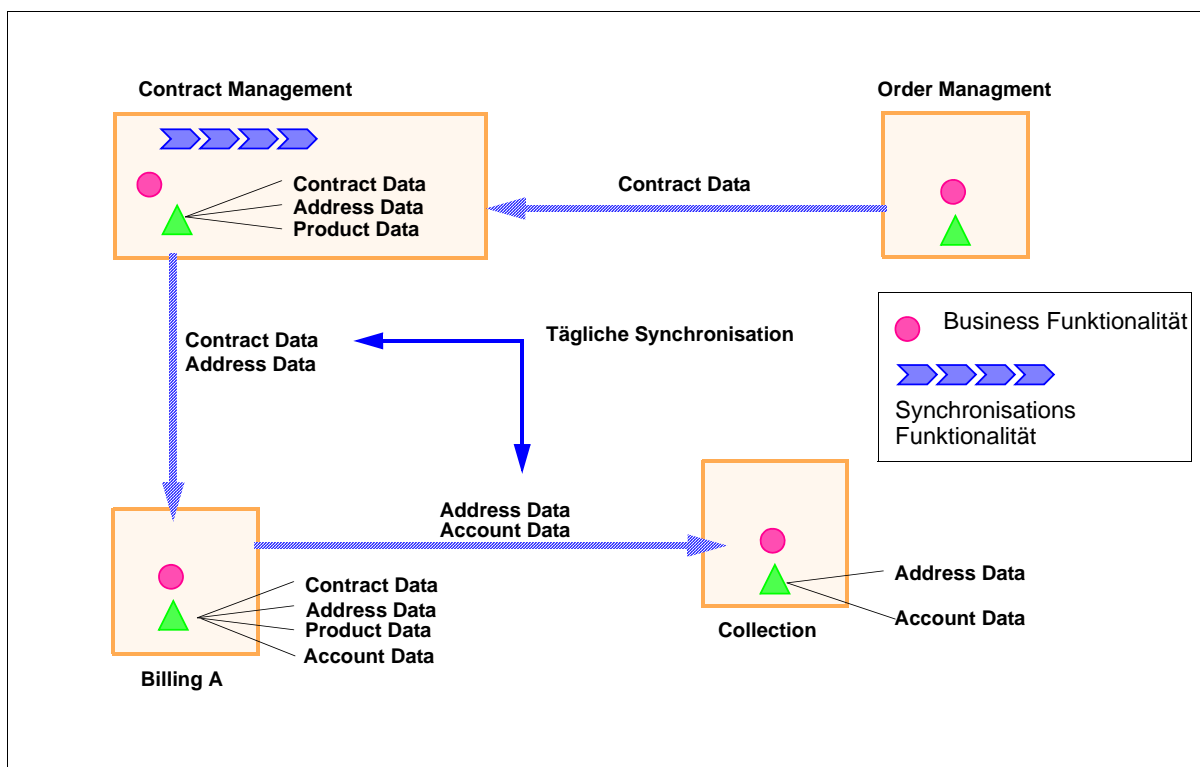 Contract Management
Order Managment
Contract Data
Address Data
Product Data
Contract Data
Business Funktionalität
Synchronisations
Funktionalität
Contract Data
Address Data
Tägliche Synchronisation
Address Data
Account Data
Contract Data
Address Data
Product Data
Account Data
Billing A
Address Data
Account Data
Collection